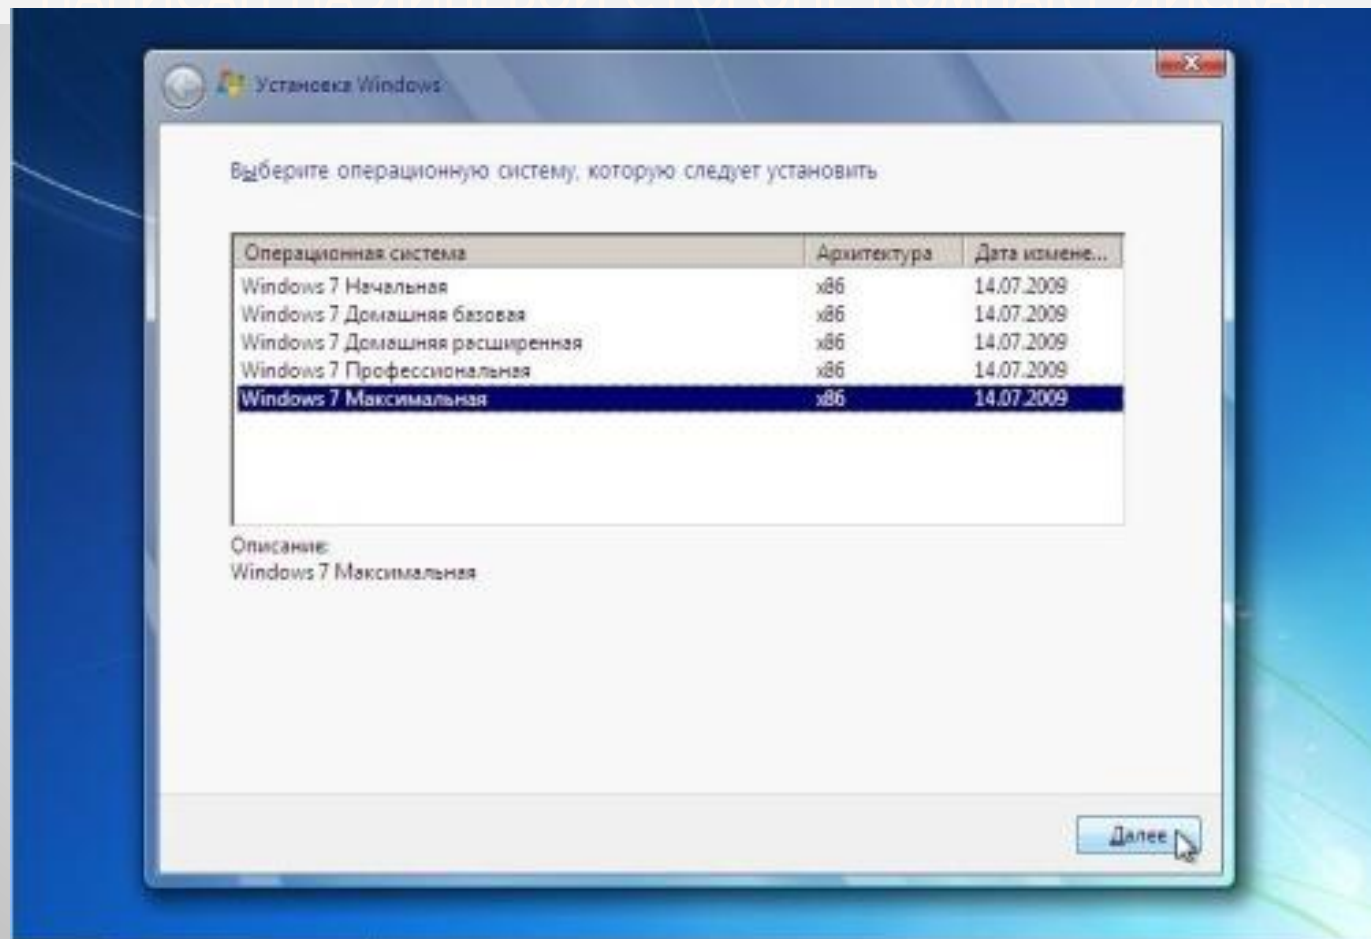 Установка Windows
Выберите операционную систему, которую следует установить
Операционная система Архитектура Дата измене...
Windows 7 Начальная x86 14.07.2009
Windows 7 Домашняя базовая x86 14.07.2009
Windows 7 Домашняя расширенная x86 14.07.2009
Windows 7 Профессиональная x86 14.07.2009
Windows 7 Максимальная x86 14.07.2009
Описание:
Windows 7 Максимальная
Далее